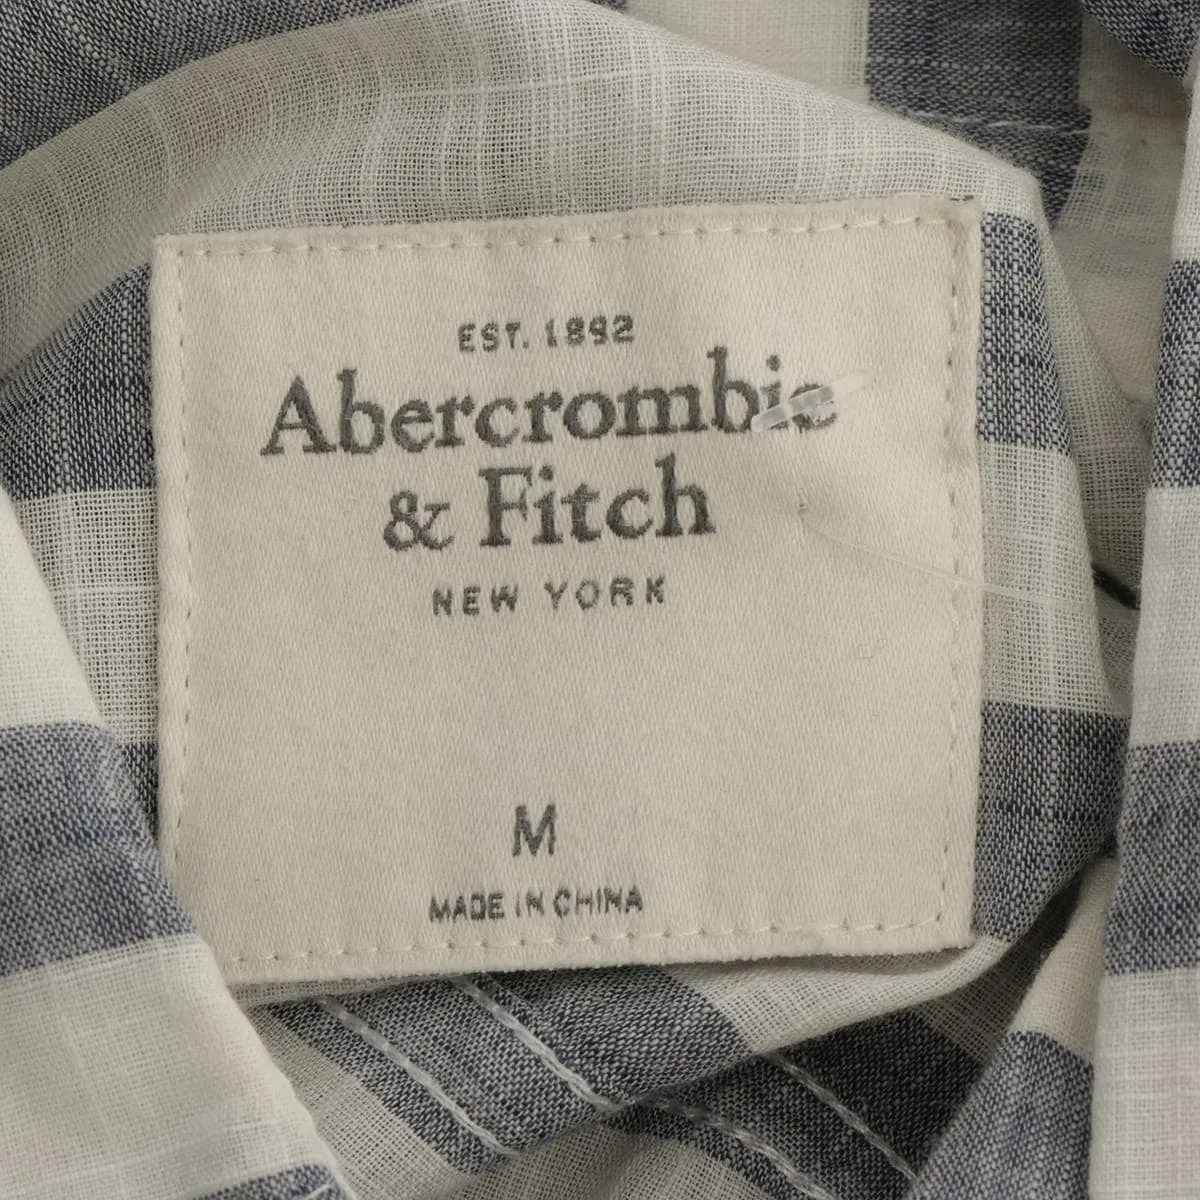 EST. 1892
Abercrombie
& Fitch
NEW YORK
M
MADE IN CHINA